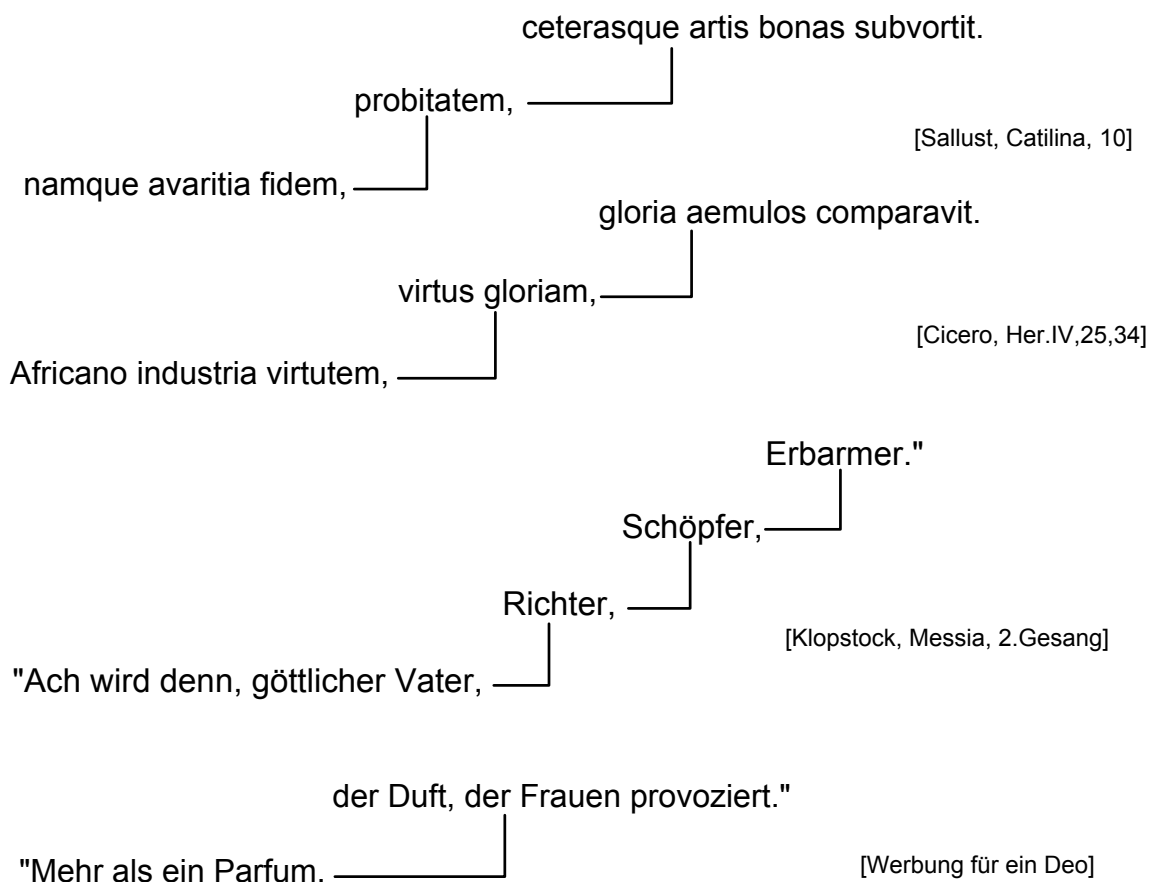 ceterasque artis bonas subvortit.
probitatem,
[Sallust, Catilina, 10]
namque avaritia fidem,
gloria aemulos comparavit.
virtus gloriam,
[Cicero, Her.IV,25,34]
Africano industria virtutem,
Erbarmer."
Schöpfer,
Richter,
[Klopstock, Messia, 2.Gesang]
"Ach wird denn, göttlicher Vater,
der Duft, der Frauen provoziert."
"Mehr als ein Parfum,
[Werbung für ein Deo]